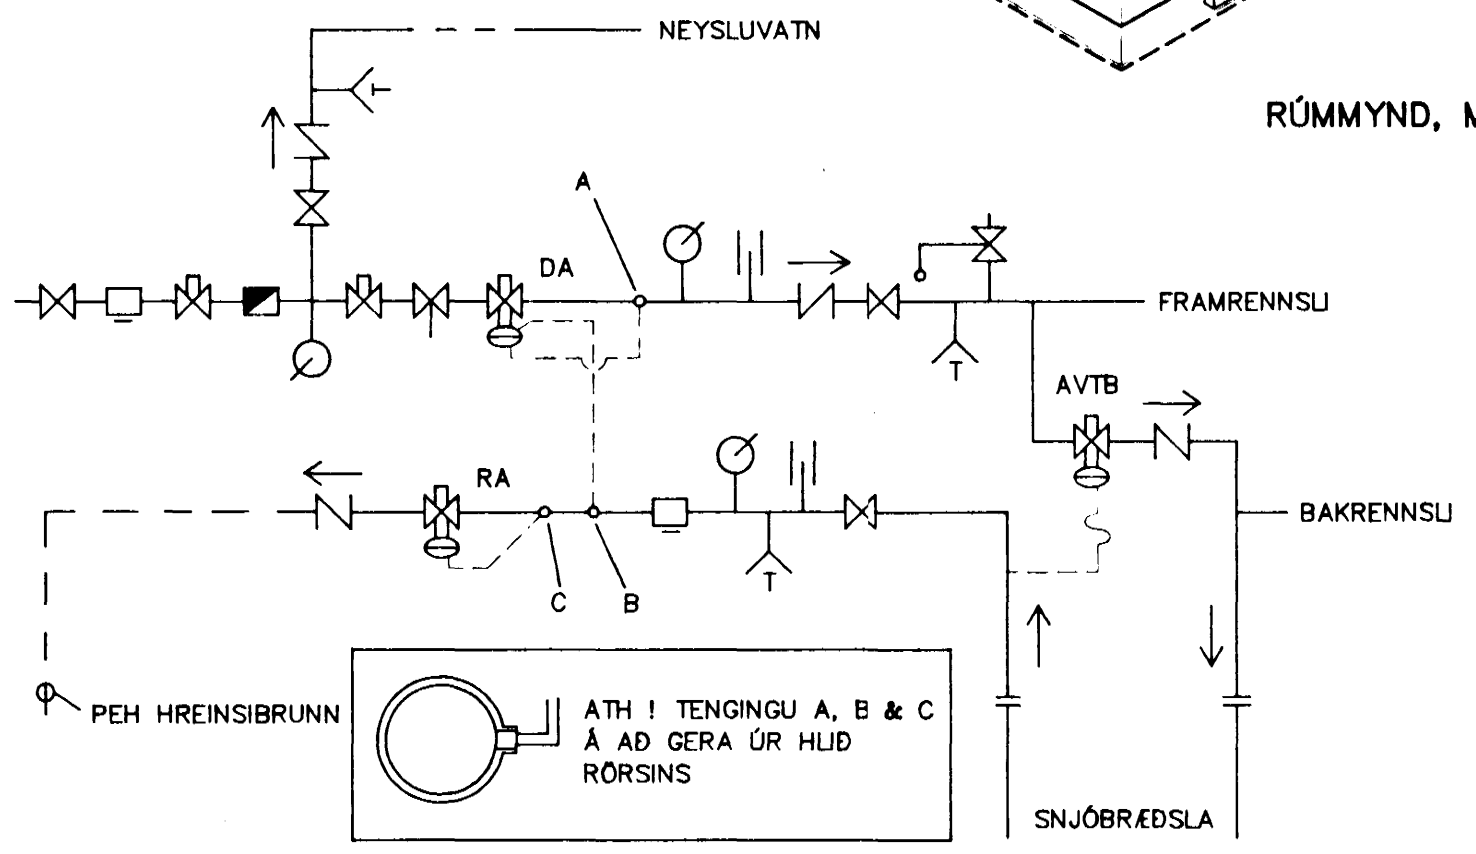 NEYSLUVATN
T
RÚMMYND,
A
DA
FRAMRENNSLI
T
AVTB
RA
BAKRENNSLI
T
C
B
PEH HREINSIBRUNN
ATH ! TENGINGU A, B & C
Á AÐ GERA ÚR HLIÐ
RÖRSINS
SNJÓBRÆÐSLA